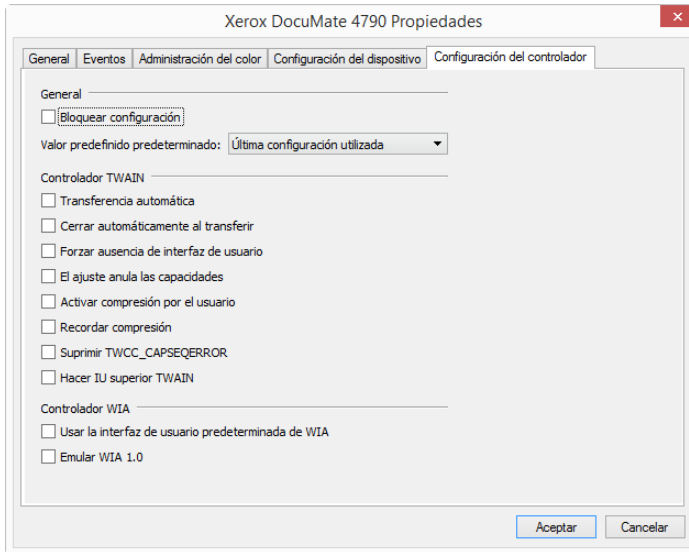 Xerox DocuMate 4790 Propiedades
General Eventos Administración del color Configuración del dispositivo Configuración del controlador
General
Bloquear configuración
Valor predefinido predeterminado: Última configuración utilizada
Controlador TWAIN
Transferencia automática
Cerrar automáticamente al transferir
Forzar ausencia de interfaz de usuario
El ajuste anula las capacidades
Activar compresión por el usuario
Recordar compresión
Suprimir TWCC_CAPSEQERROR
Hacer IU superior TWAIN
Controlador WIA
Usar la interfaz de usuario predeterminada de WIA
Emular WIA 1.0
Aceptar Cancelar